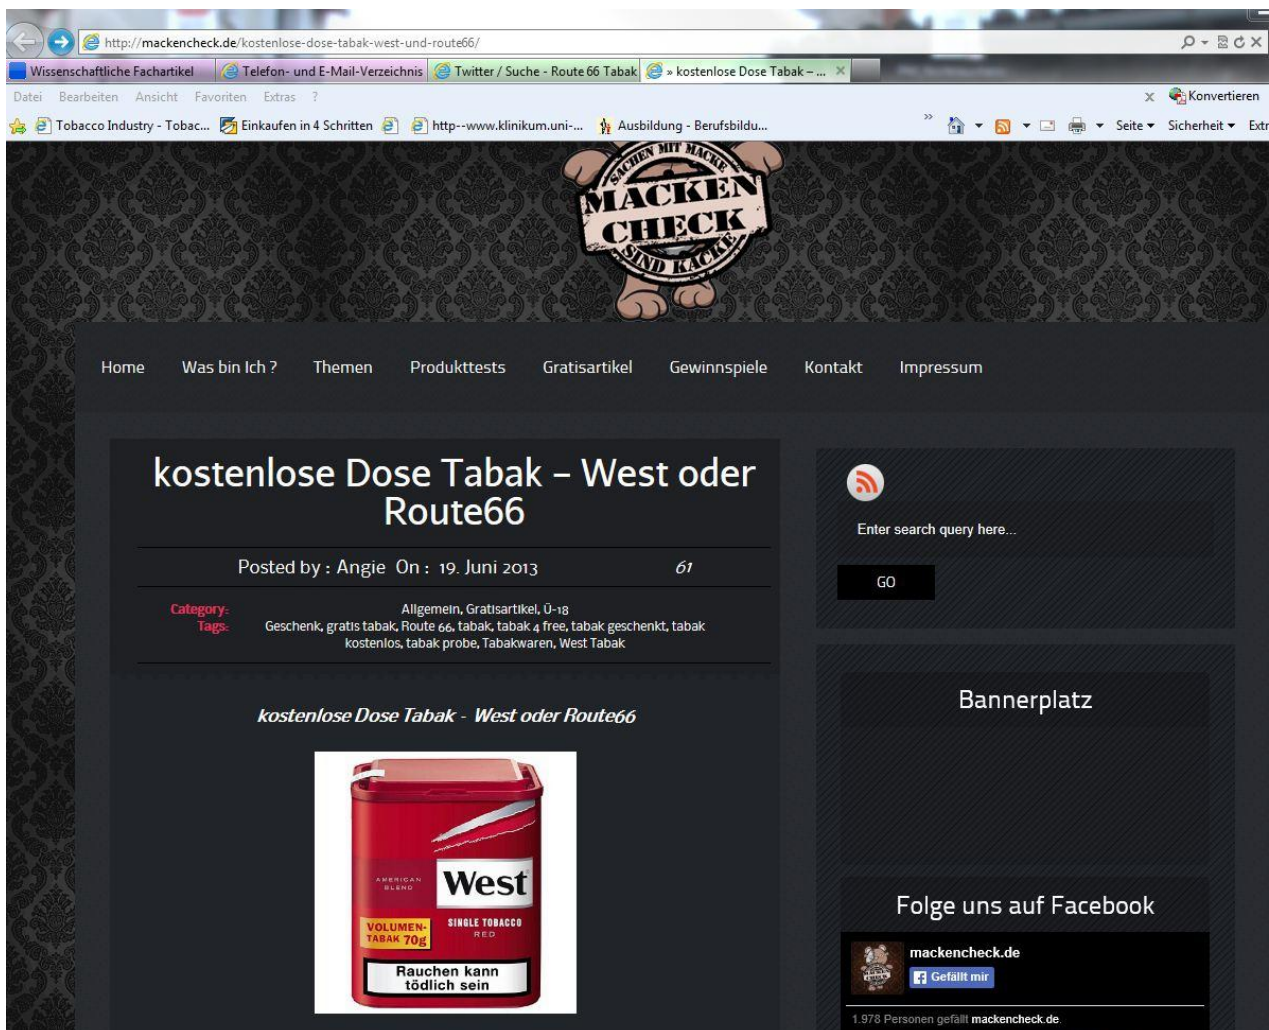 http://mackencheck.de/kostenlose-dose-tabak-west-und-route66/
Wissenschaftliche Fachartikel
Telefon- und E-Mail-Verzeichnis
Twitter / Suche - Route 66 Tabak
» kostenlose Dose Tabak – ...
Datei Bearbeiten Ansicht Favoriten Extras ?
x Konvertieren
Tobacco Industry - Tobac... Einkaufen in 4 Schritten http--www.klinikum.uni-... Ausbildung - Berufsbildu...
Seite Sicherheit Extr
SACHEN MIT MACKE
MACKEN
CHECK
SIND KACKE
Home Was bin Ich ? Themen Produkttests Gratisartikel Gewinnspiele Kontakt Impressum
kostenlose Dose Tabak – West oder
Route66
Posted by : Angie On : 19. Juni 2013 61
Category: Allgemein, Gratisartikel, Ü-18
Tags: Geschenk, gratis tabak, Route 66, tabak, tabak 4 free, tabak geschenkt, tabak
kostenlos, tabak probe, Tabakwaren, West Tabak
kostenlose Dose Tabak - West oder Route66
AMERICAN
BLEND
West
VOLUMEN-
TABAK 70g
SINGLE TOBACCO
RED
Rauchen kann
tödlich sein
Enter search query here...
GO
Bannerplatz
Folge uns auf Facebook
mackencheck.de
Gefällt mir
1.978 Personen gefällt mackencheck.de.